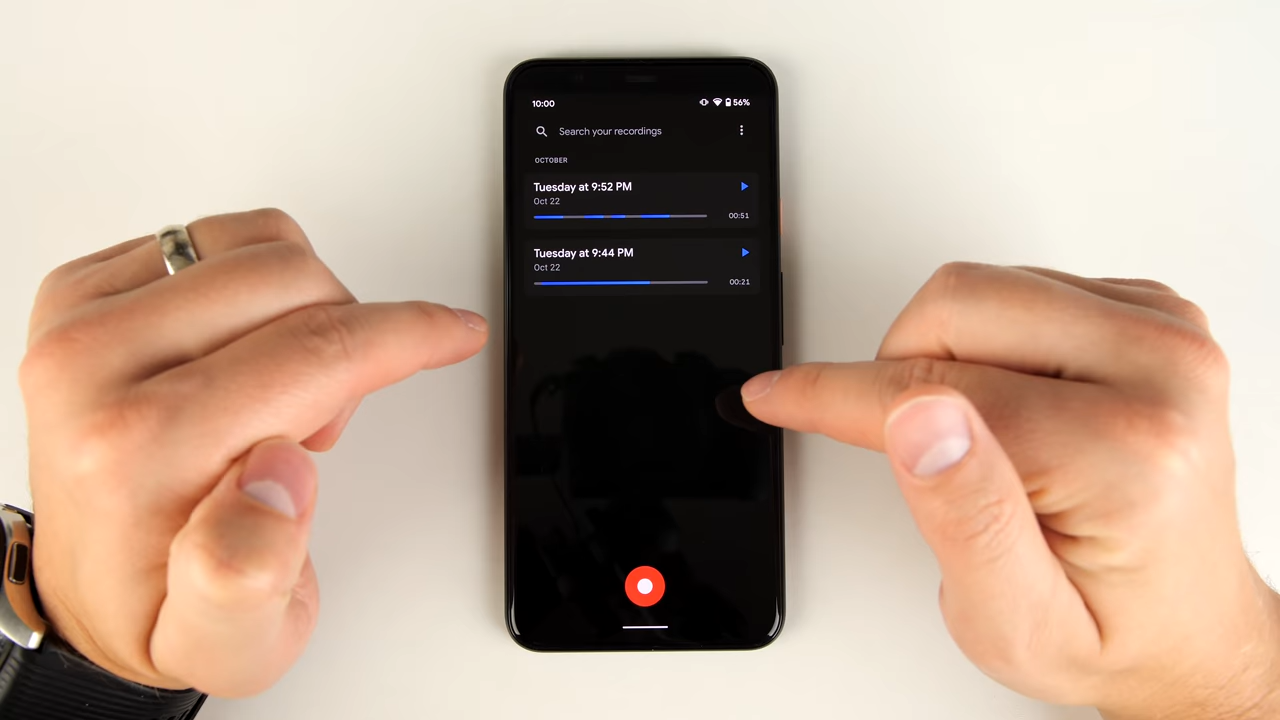 10:00
56%
Search your recordings
OCTOBER
Tuesday at 9:52 PM
Oct 22
00:51
Tuesday at 9:44 PM
Oct 22
00:21